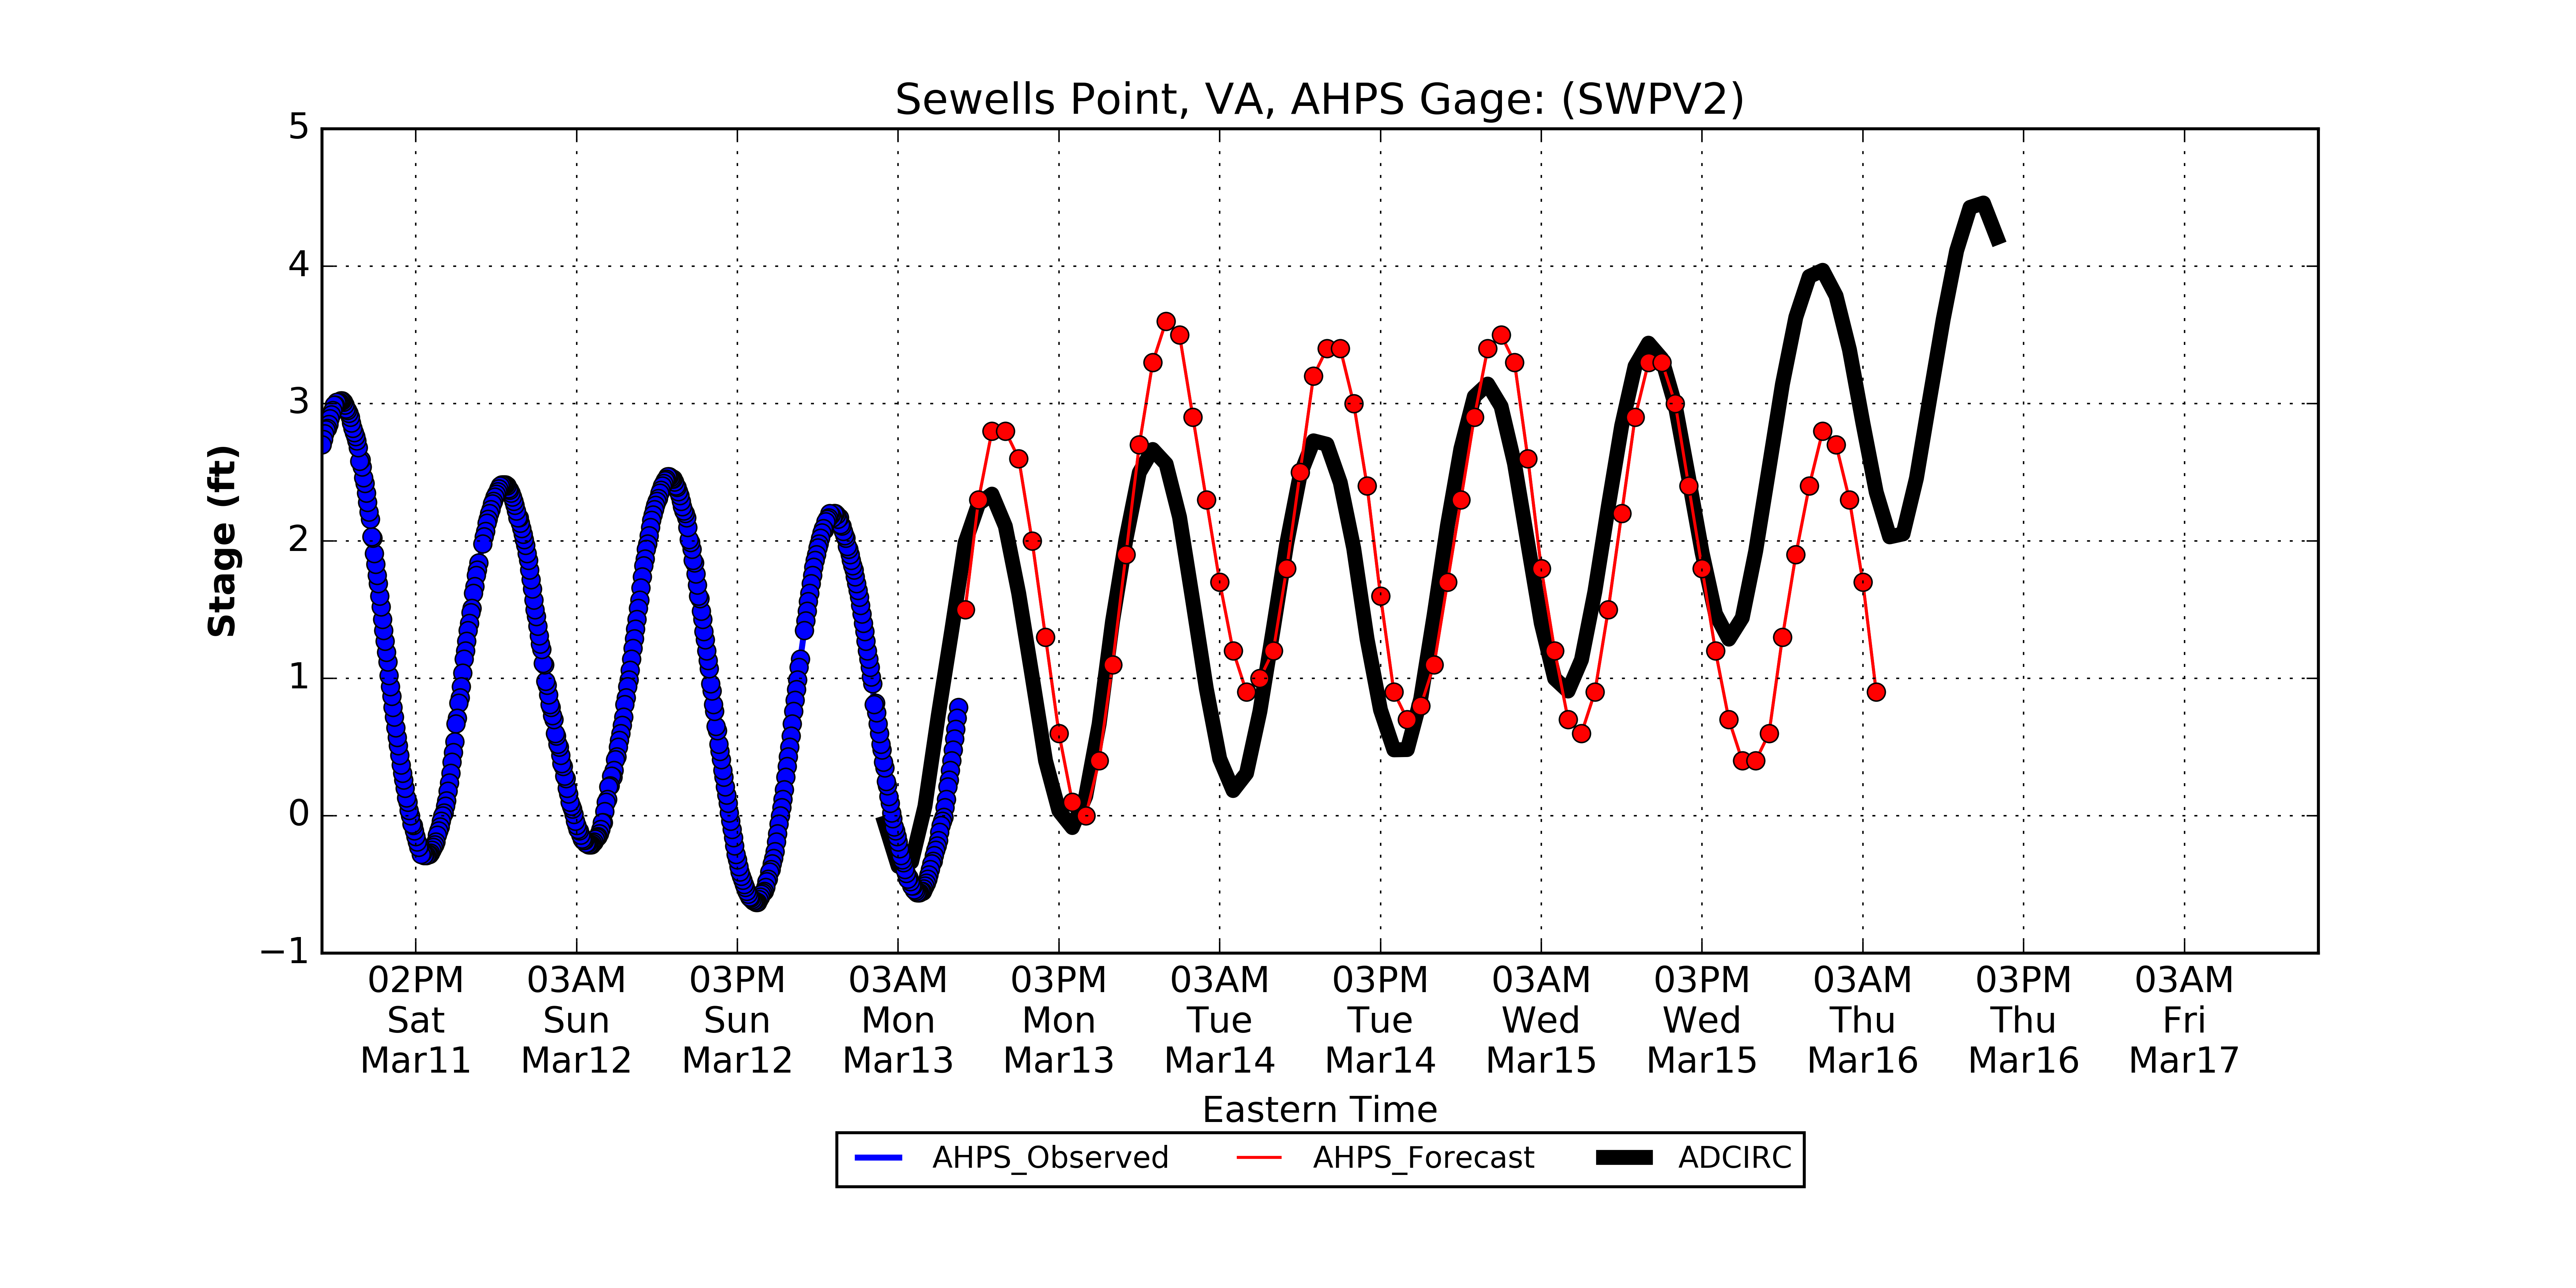 Sewells Point, VA, AHPS Gage: (SWPV2)
5
4
3
2
1
0
−1
Stage (ft)
02PM 03AM 03PM 03AM 03PM 03AM 03PM 03AM 03PM 03AM 03PM 03AM
Sat Sun Sun Mon Mon Tue Tue Wed Wed Thu Thu Fri
Mar11 Mar12 Mar12 Mar13 Mar13 Mar14 Mar14 Mar15 Mar15 Mar16 Mar16 Mar17
Eastern Time
AHPS_Observed AHPS_Forecast ADCIRC